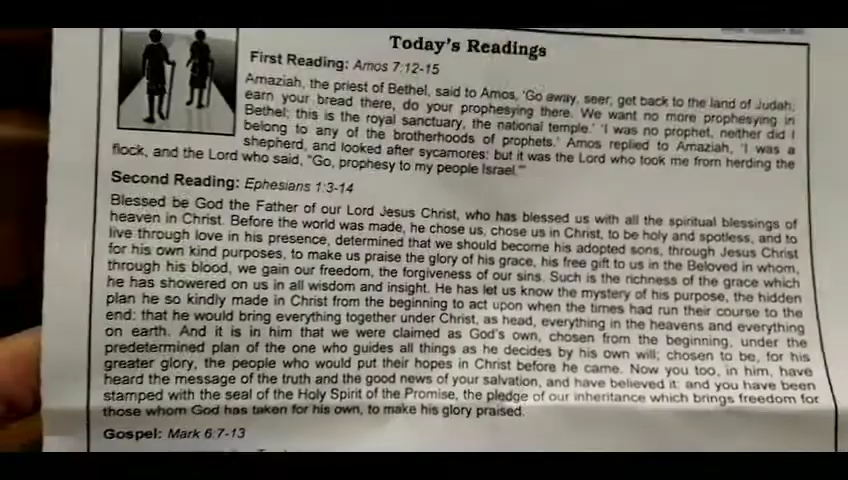 Today's Readings
First Reading: Amos 7:12-15
Amaziah, the priest of Bethel, said to Amos, 'Go away, seer; get back to the land of Judah;
earn your bread there, do your prophesying there. We want no more prophesying in
Bethel; this is the royal sanctuary, the national temple.' 'I was no prophet, neither did I
belong to any of the brotherhoods of prophets,' Amos replied to Amaziah, 'I was a
shepherd, and looked after sycamores: but it was the Lord who took me from herding the
flock, and the Lord who said, "Go, prophesy to my people Israel."'
Second Reading: Ephesians 1:3-14
Blessed be God the Father of our Lord Jesus Christ, who has blessed us with all the spiritual blessings of
heaven in Christ. Before the world was made, he chose us, chose us in Christ, to be holy and spotless, and to
live through love in his presence, determined that we should become his adopted sons, through Jesus Christ
for his own kind purposes, to make us praise the glory of his grace, his free gift to us in the Beloved in whom,
through his blood, we gain our freedom, the forgiveness of our sins. Such is the richness of the grace which
he has showered on us in all wisdom and insight. He has let us know the mystery of his purpose, the hidden
plan he so kindly made in Christ from the beginning to act upon when the times had run their course to the
end: that he would bring everything together under Christ, as head, everything in the heavens and everything
on earth. And it is in him that we were claimed as God's own, chosen from the beginning, under the
predetermined plan of the one who guides all things as he decides by his own will; chosen to be, for his
greater glory, the people who would put their hopes in Christ before he came. Now you too, in him, have
heard the message of the truth and the good news of your salvation, and have believed it; and you have been
stamped with the seal of the Holy Spirit of the Promise, the pledge of our inheritance which brings freedom for
those whom God has taken for his own, to make his glory praised.
Gospel: Mark 6:7-13